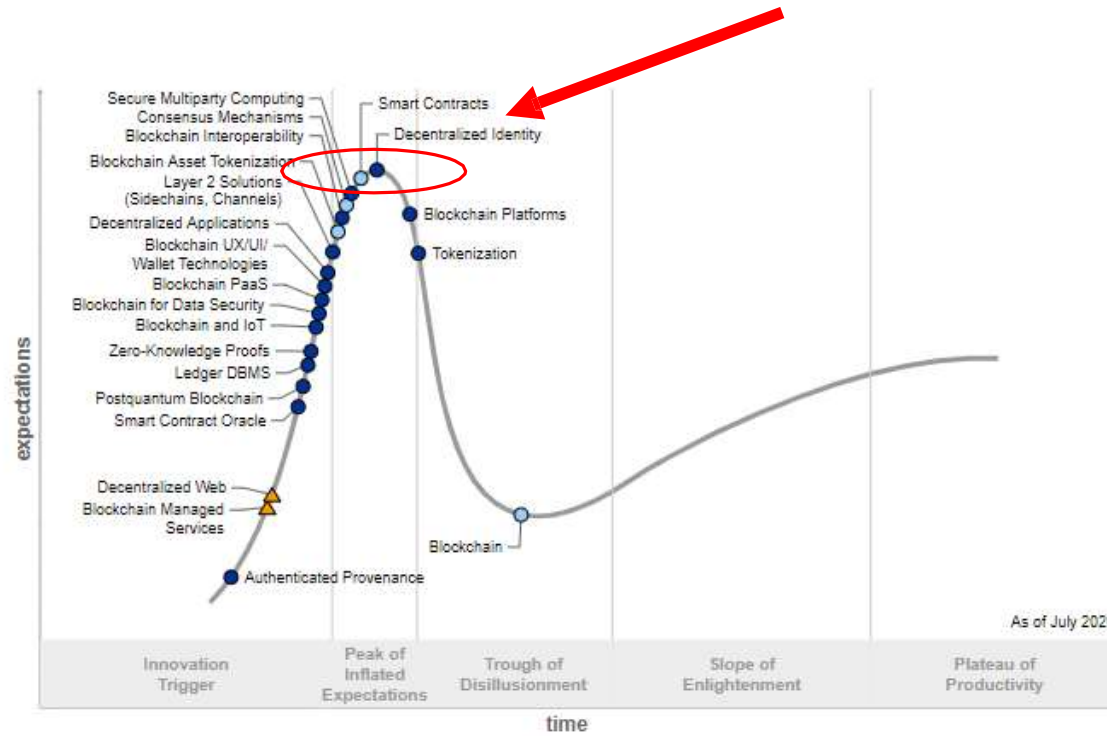 Secure Multiparty Computing
Consensus Mechanisms
Blockchain Interoperability
Blockchain Asset Tokenization
Layer 2 Solutions
(Sidechains, Channels)
Decentralized Applications
Blockchain UX/UI/
Wallet Technologies
Blockchain PaaS
Blockchain for Data Security
Blockchain and IoT
Zero-Knowledge Proofs
Ledger DBMS
Postquantum Blockchain
Smart Contract Oracle
Decentralized Web
Blockchain Managed
Services
Authenticated Provenance
Smart Contracts
Decentralized Identity
Blockchain Platforms
Tokenization
Blockchain
expectations
As of July 202
Innovation
Trigger
Peak of
Inflated
Expectations
Trough of
Disillusionment
Slope of
Enlightenment
Plateau of
Productivity
time